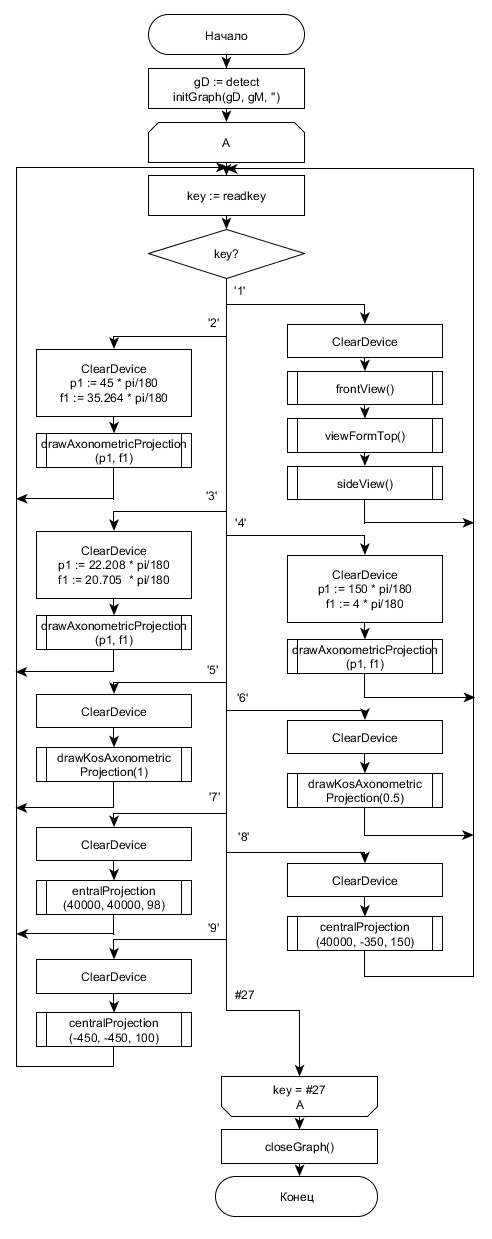 Начало
gD := detect
initGraph(gD, gM, '')
A
key := readkey
key?
'1'
ClearDevice
frontView()
viewFormTop()
sideView()
'2'
ClearDevice
p1 := 45 * pi/180
f1 := 35.264 * pi/180
drawAxonometricProjection
(p1, f1)
'3'
ClearDevice
p1 := 22.208 * pi/180
f1 := 20.705 * pi/180
drawAxonometricProjection
(p1, f1)
'4'
ClearDevice
p1 := 150 * pi/180
f1 := 4 * pi/180
drawAxonometricProjection
(p1, f1)
'5'
ClearDevice
drawKosAxonometric
Projection(1)
'6'
ClearDevice
drawKosAxonometric
Projection(0.5)
'7'
ClearDevice
entralProjection
(40000, 40000, 98)
'8'
ClearDevice
centralProjection
(40000, -350, 150)
'9'
ClearDevice
centralProjection
(-450, -450, 100)
#27
key = #27
A
closeGraph()
Конец